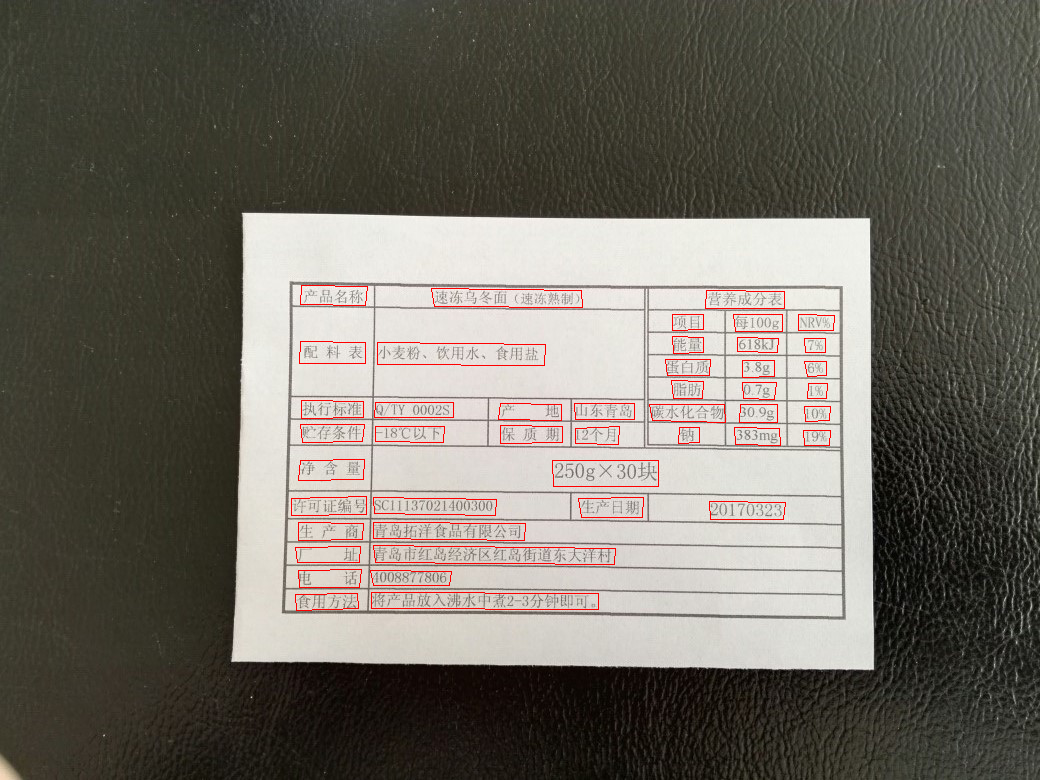 产品名称 速冻乌冬面（速冻熟制） 营养成分表
项目 每100g NRV%
配 料 表 小麦粉、饮用水、食用盐 能量 618kJ 7%
蛋白质 3.8g 6%
脂肪 0.7g 1%
执行标准 Q/TY 0002S 产 地 山东青岛 碳水化合物 30.9g 10%
贮存条件 -18℃以下 保 质 期 12个月 钠 383mg 19%
净 含 量 250g×30块
许可证编号 SC11137021400300 生产日期 20170323
生 产 商 青岛拓洋食品有限公司
厂 址 青岛市红岛经济区红岛街道东大洋村
电 话 4008877806
食用方法 将产品放入沸水中煮2-3分钟即可。